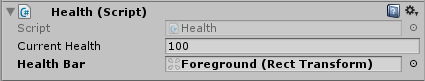 Health (Script)
Script Health
Current Health 100
Health Bar Foreground (Rect Transform)